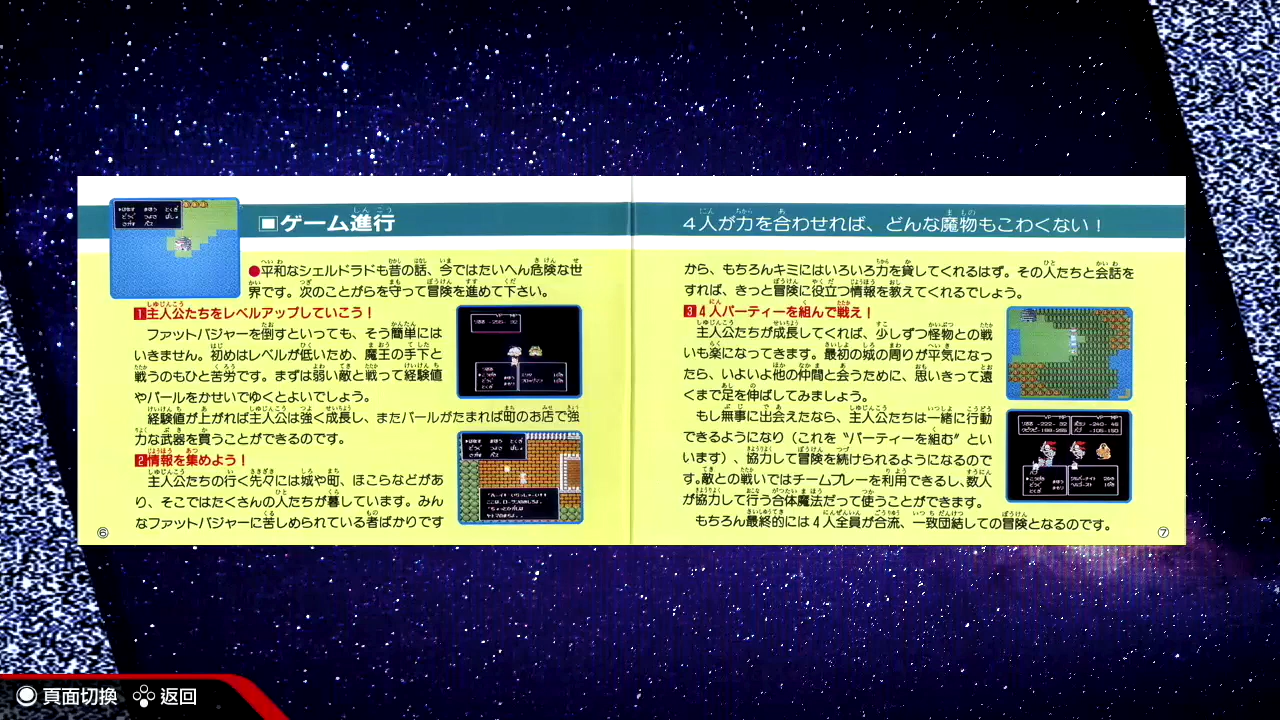 ■ゲーム進行
●平和なシェルドラドも昔の話、今ではたいへん危険な世
界です。次のことがらを守って冒険を進めて下さい。
1主人公たちをレベルアップしていこう！
ファットバジャーを倒すといっても、そう簡単には
いきません。初めはレベルが低いため、魔王の手下と
戦うのもひと苦労です。まずは弱い敵と戦って経験値
やパールをかせいでゆくとよいでしょう。
経験値が上がれば主人公は強く成長し、またパールがたまれば町のお店で強
力な武器を買うことができるのです。
2情報を集めよう！
主人公たちの行く先々には城や町、ほこらなどがあ
り、そこではたくさんの人たちが暮しています。みん
なファットバジャーに苦しめられている者ばかりです
⑥
4人が力を合わせれば、どんな魔物もこわくない！
から、もちろんキミにはいろいろ力を貸してくれるはず。その人たちと会話を
すれば、きっと冒険に役立つ情報を教えてくれるでしょう。
3 4人パーティーを組んで戦え！
主人公たちが成長してくれば、少しずつ怪物との戦
いも楽になってきます。最初の城の周りが平気になっ
たら、いよいよ他の仲間と会うために、思いきって遠
くまで足を伸ばしてみましょう。
もし無事に出会えたなら、主人公たちは一緒に行動
できるようになり（これを〝パーティーを組む〟とい
います）、協力して冒険を続けられるようになるので
す。敵との戦いではチームプレーを利用できるし、数人
が協力して行う合体魔法だって使うことができます。
もちろん最終的には4人全員が合流、一致団結しての冒険となるのです。
⑦
頁面切換 返回